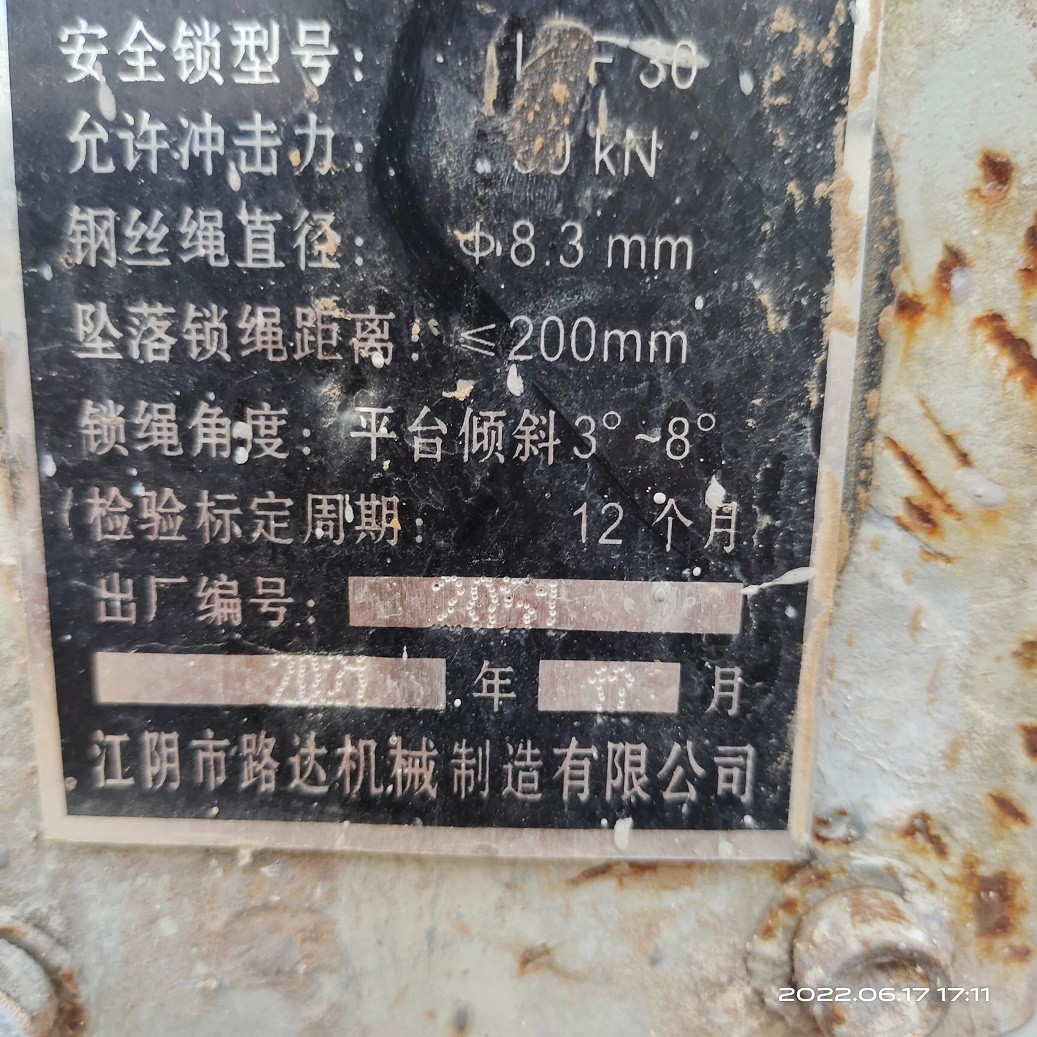 安全锁型号：
允许冲击力： kN
钢丝绳直径： Φ8.3 mm
坠落锁绳距离：≤200mm
锁绳角度：平台倾斜3°~8°
检验标定周期： 12 个月
出厂编号：
年 月
江阴市路达机械制造有限公司
2022.06.17 17:11